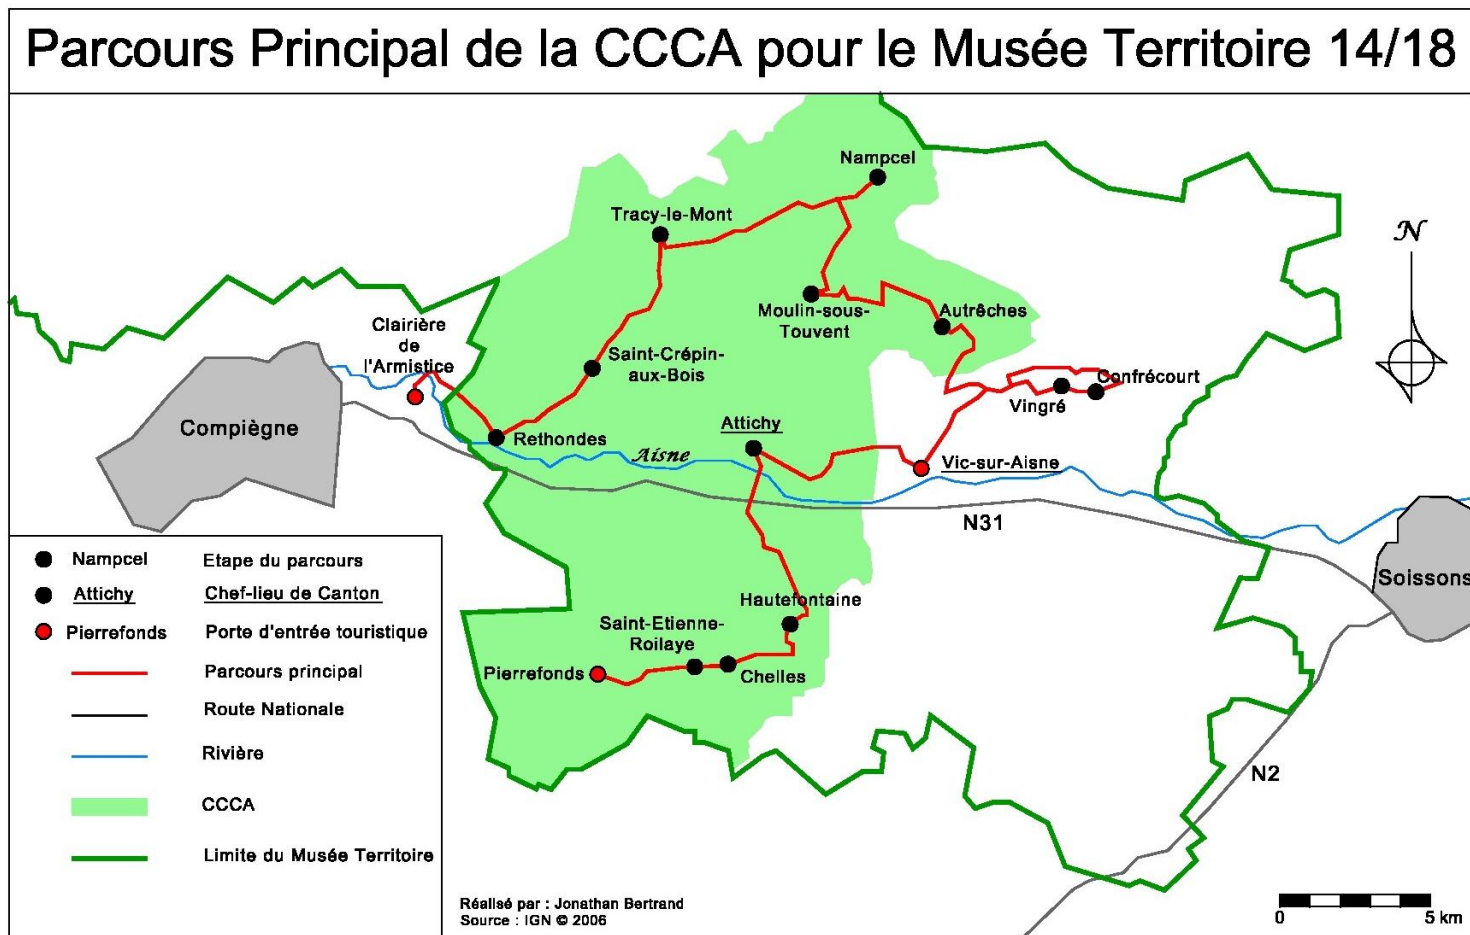 Parcours Principal de la CCCA pour le Musée Territoire 14/18
Nampcel
Tracy-le-Mont
N
Moulin-sous-
Touvent
Autrêches
Clairière
de
l'Armistice
Saint-Crépin-
aux-Bois
Confrécourt
Vingré
Attichy
Compiègne
Rethondes
Aisne
Vic-sur-Aisne
N31
Soissons
Hautefontaine
Saint-Etienne-
Roilaye
Pierrefonds
Chelles
N2
Nampcel Etape du parcours
Attichy Chef-lieu de Canton
Pierrefonds Porte d'entrée touristique
Parcours principal
Route Nationale
Rivière
CCCA
Limite du Musée Territoire
Réalisé par : Jonathan Bertrand
Source : IGN © 2006
0 5 km